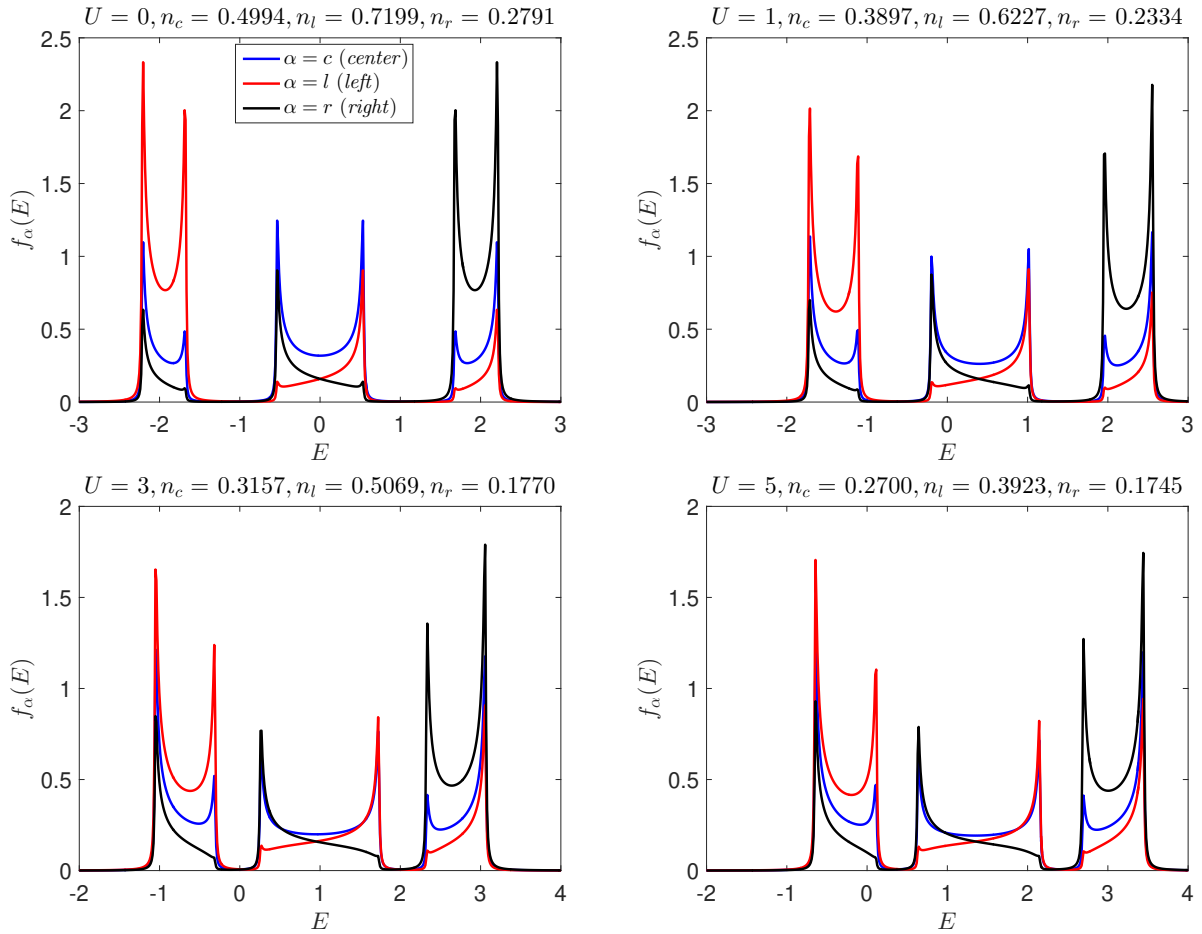 U = 0, n_c = 0.4994, n_l = 0.7199, n_r = 0.2791
2.5
2
1.5
1
0.5
0
f_α(E)
α = c (center)
α = l (left)
α = r (right)
-4 -3 -2 -1 0 1 2 3
E
U = 1, n_c = 0.3897, n_l = 0.6227, n_r = 0.2334
2.5
2
1.5
1
0.5
0
f_α(E)
-3 -2 -1 0 1 2 3
E
U = 3, n_c = 0.3157, n_l = 0.5069, n_r = 0.1770
2
1.5
1
0.5
0
f_α(E)
-2 -1 0 1 2 3 4
E
U = 5, n_c = 0.2700, n_l = 0.3923, n_r = 0.1745
2
1.5
1
0.5
0
f_α(E)
-2 -1 0 1 2 3 4
E